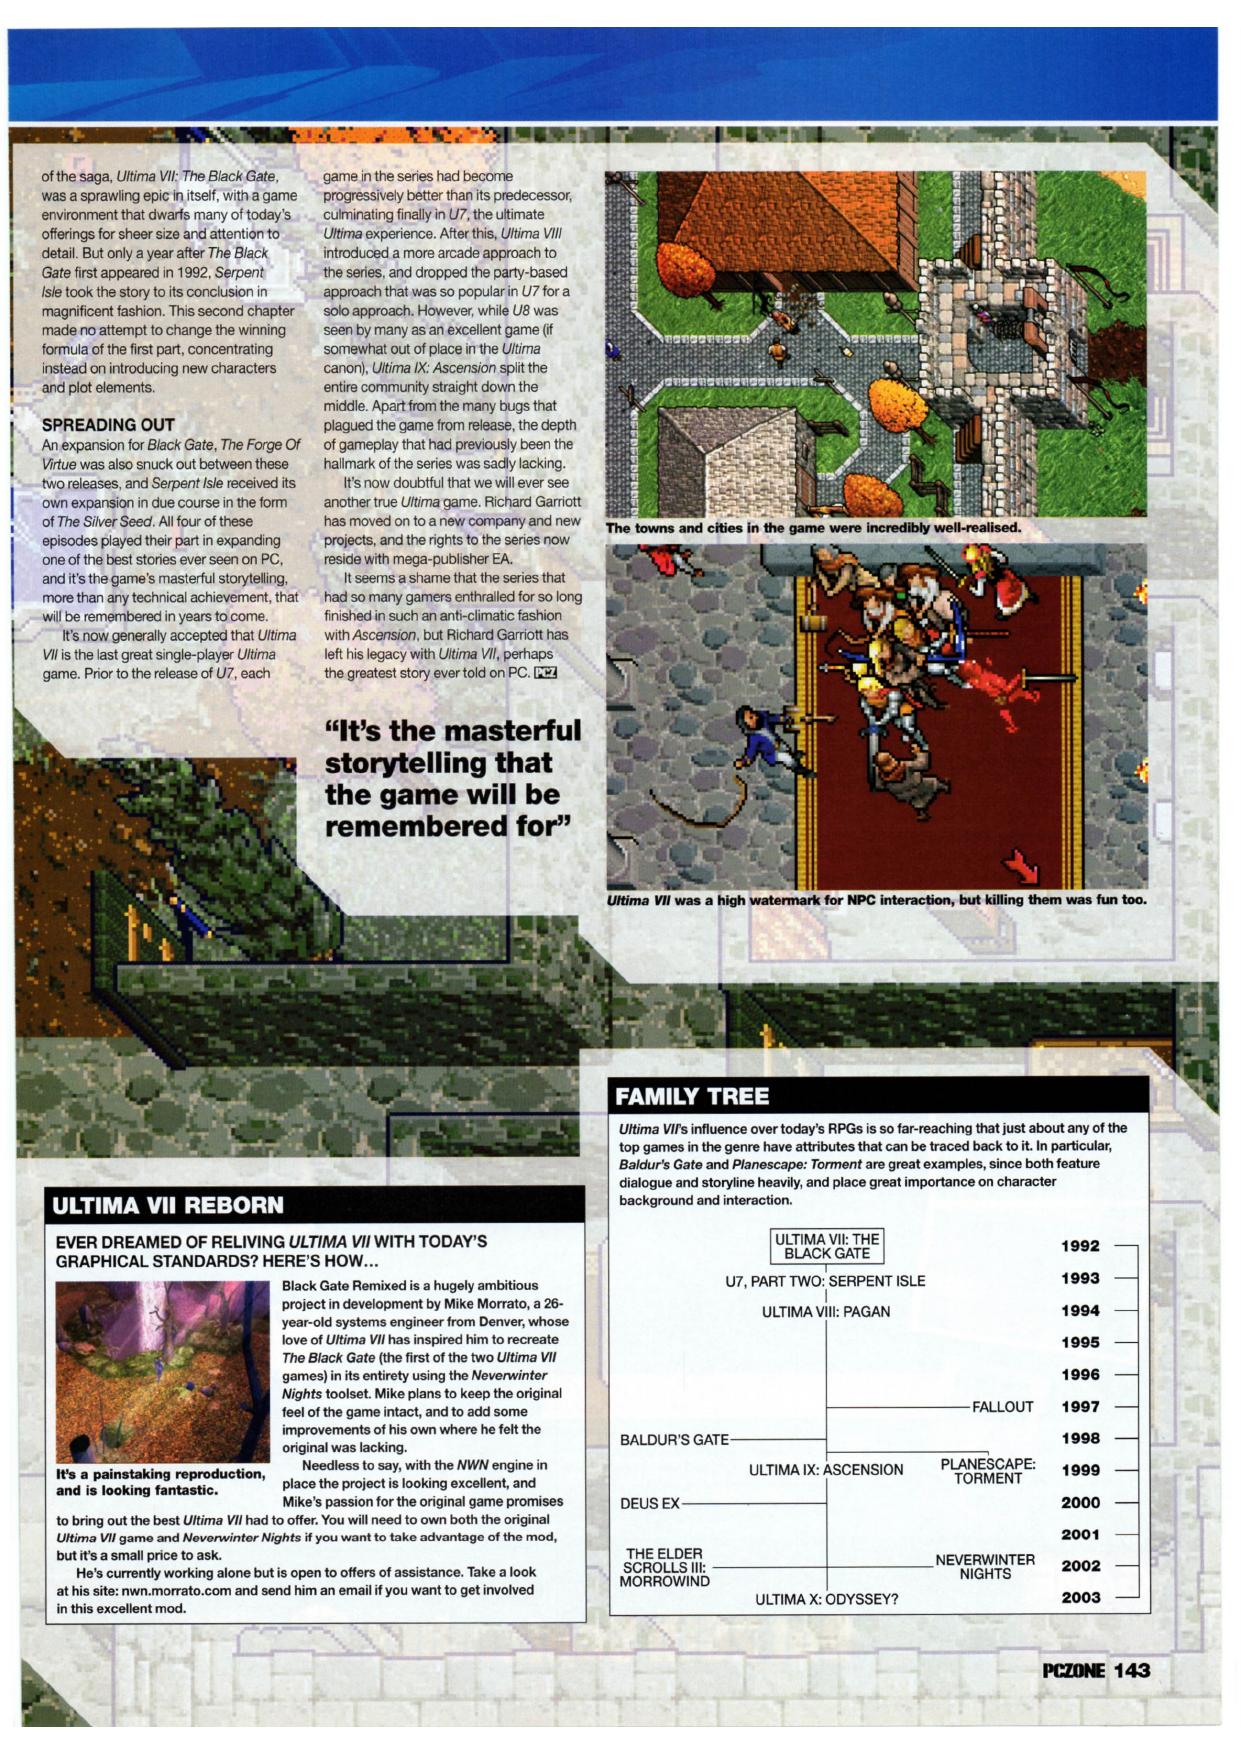 of the saga, Ultima VII: The Black Gate,
was a sprawling epic in itself, with a game
environment that dwarfs many of today's
offerings for sheer size and attention to
detail. But only a year after The Black
Gate first appeared in 1992, Serpent
Isle took the story to its conclusion in
magnificent fashion. This second chapter
made no attempt to change the winning
formula of the first part, concentrating
instead on introducing new characters
and plot elements.
SPREADING OUT
An expansion for Black Gate, The Forge Of
Virtue was also snuck out between these
two releases, and Serpent Isle received its
own expansion in due course in the form
of The Silver Seed. All four of these
episodes played their part in expanding
one of the best stories ever seen on PC,
and it's the game's masterful storytelling,
more than any technical achievement, that
will be remembered in years to come.
It's now generally accepted that Ultima
VII is the last great single-player Ultima
game. Prior to the release of U7, each
game in the series had become
progressively better than its predecessor,
culminating finally in U7, the ultimate
Ultima experience. After this, Ultima VIII
introduced a more arcade approach to
the series, and dropped the party-based
approach that was so popular in U7 for a
solo approach. However, while U8 was
seen by many as an excellent game (if
somewhat out of place in the Ultima
canon), Ultima IX: Ascension split the
entire community straight down the
middle. Apart from the many bugs that
plagued the game from release, the depth
of gameplay that had previously been the
hallmark of the series was sadly lacking.
It's now doubtful that we will ever see
another true Ultima game. Richard Garriott
has moved on to a new company and new
projects, and the rights to the series now
reside with mega-publisher EA.
It seems a shame that the series that
had so many gamers enthralled for so long
finished in such an anti-climatic fashion
with Ascension, but Richard Garriott has
left his legacy with Ultima VII, perhaps
the greatest story ever told on PC. PCZ
"It's the masterful
storytelling that
the game will be
remembered for"
The towns and cities in the game were incredibly well-realised.
Ultima VII was a high watermark for NPC interaction, but killing them was fun too.
ULTIMA VII REBORN
EVER DREAMED OF RELIVING ULTIMA VII WITH TODAY'S
GRAPHICAL STANDARDS? HERE'S HOW...
It's a painstaking reproduction,
and is looking fantastic.
Black Gate Remixed is a hugely ambitious
project in development by Mike Morrato, a 26-
year-old systems engineer from Denver, whose
love of Ultima VII has inspired him to recreate
The Black Gate (the first of the two Ultima VII
games) in its entirety using the Neverwinter
Nights toolset. Mike plans to keep the original
feel of the game intact, and to add some
improvements of his own where he felt the
original was lacking.
Needless to say, with the NWN engine in
place the project is looking excellent, and
Mike's passion for the original game promises
to bring out the best Ultima VII had to offer. You will need to own both the original
Ultima VII game and Neverwinter Nights if you want to take advantage of the mod,
but it's a small price to ask.
He's currently working alone but is open to offers of assistance. Take a look
at his site: nwn.morrato.com and send him an email if you want to get involved
in this excellent mod.
FAMILY TREE
Ultima VII's influence over today's RPGs is so far-reaching that just about any of the
top games in the genre have attributes that can be traced back to it. In particular,
Baldur's Gate and Planescape: Torment are great examples, since both feature
dialogue and storyline heavily, and place great importance on character
background and interaction.
ULTIMA VII: THE
BLACK GATE
1992
U7, PART TWO: SERPENT ISLE
1993
ULTIMA VIII: PAGAN
1994
1995
1996
FALLOUT
1997
BALDUR'S GATE
1998
ULTIMA IX: ASCENSION
PLANESCAPE:
TORMENT
1999
DEUS EX
2000
2001
THE ELDER
SCROLLS III:
MORROWIND
NEVERWINTER
NIGHTS
2002
ULTIMA X: ODYSSEY?
2003
PCZONE 143